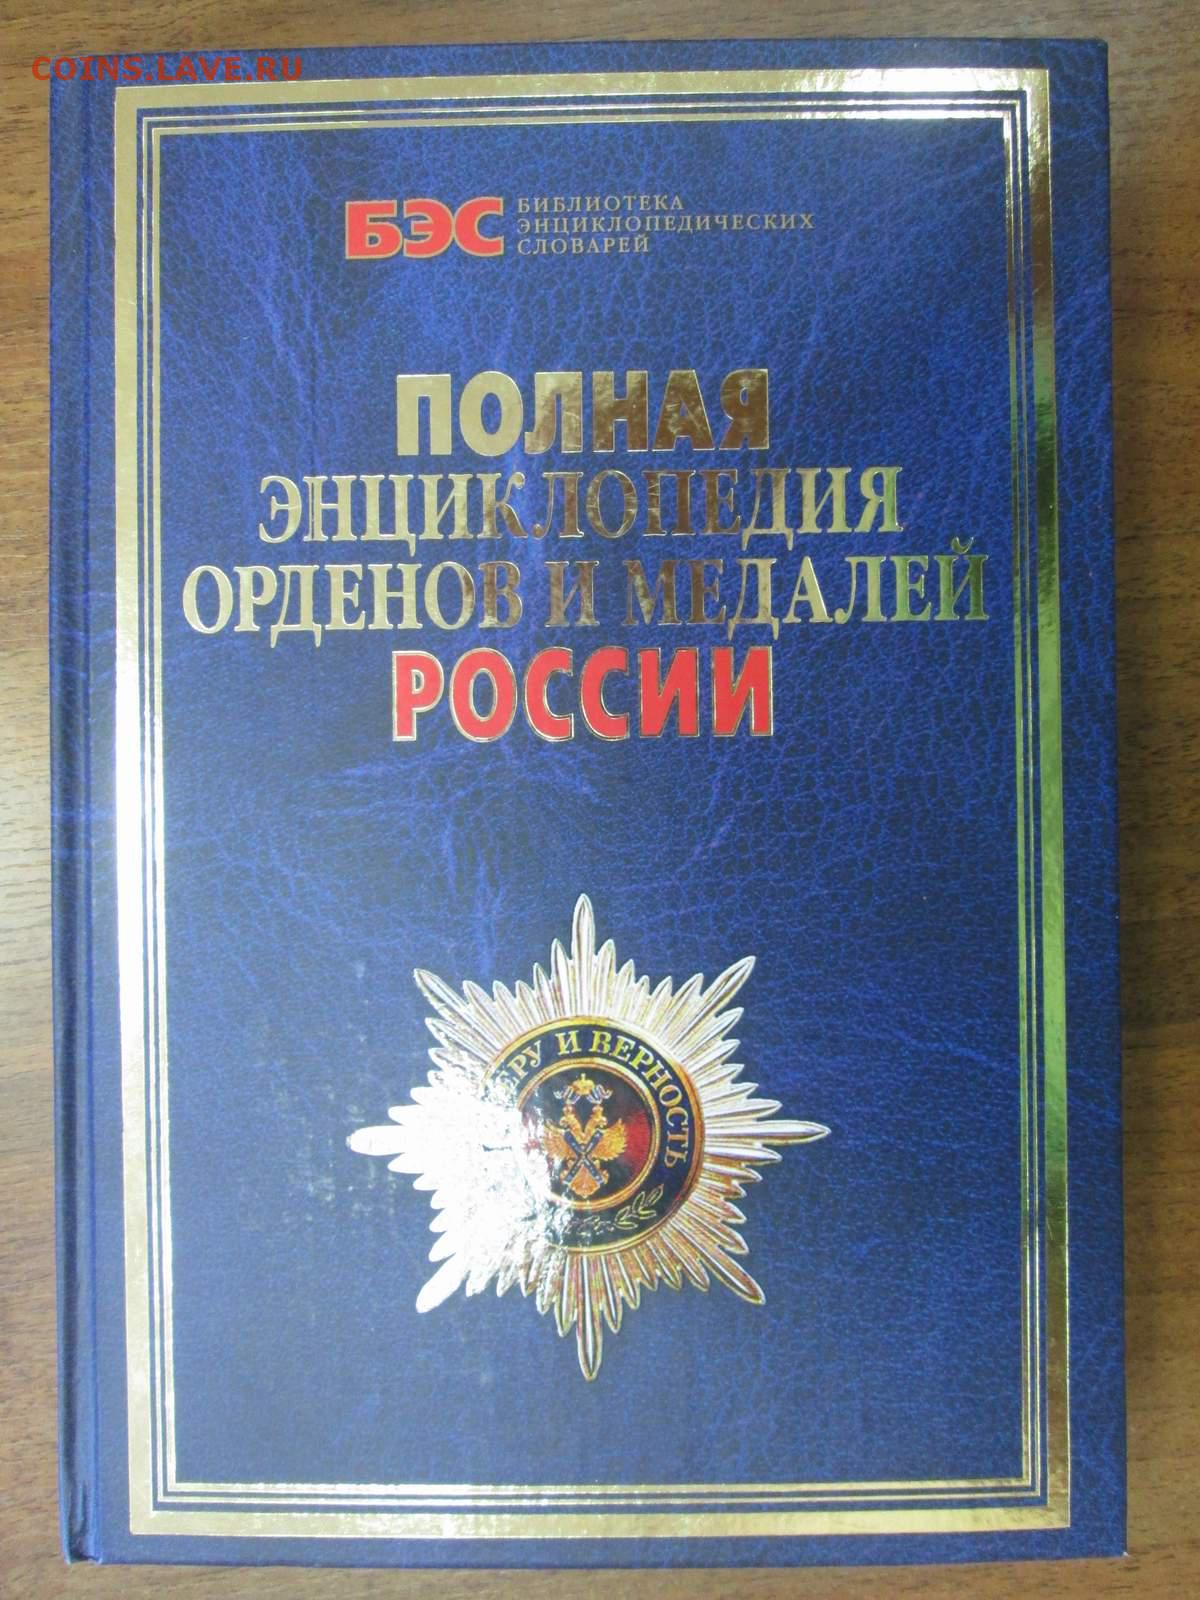 COINS.LAVE.RU
БЭС
БИБЛИОТЕКА
ЭНЦИКЛОПЕДИЧЕСКИХ
СЛОВАРЕЙ
ПОЛНАЯ
ЭНЦИКЛОПЕДИЯ
ОРДЕНОВ И МЕДАЛЕЙ
РОССИИ
И ВЕРНОСТЬ